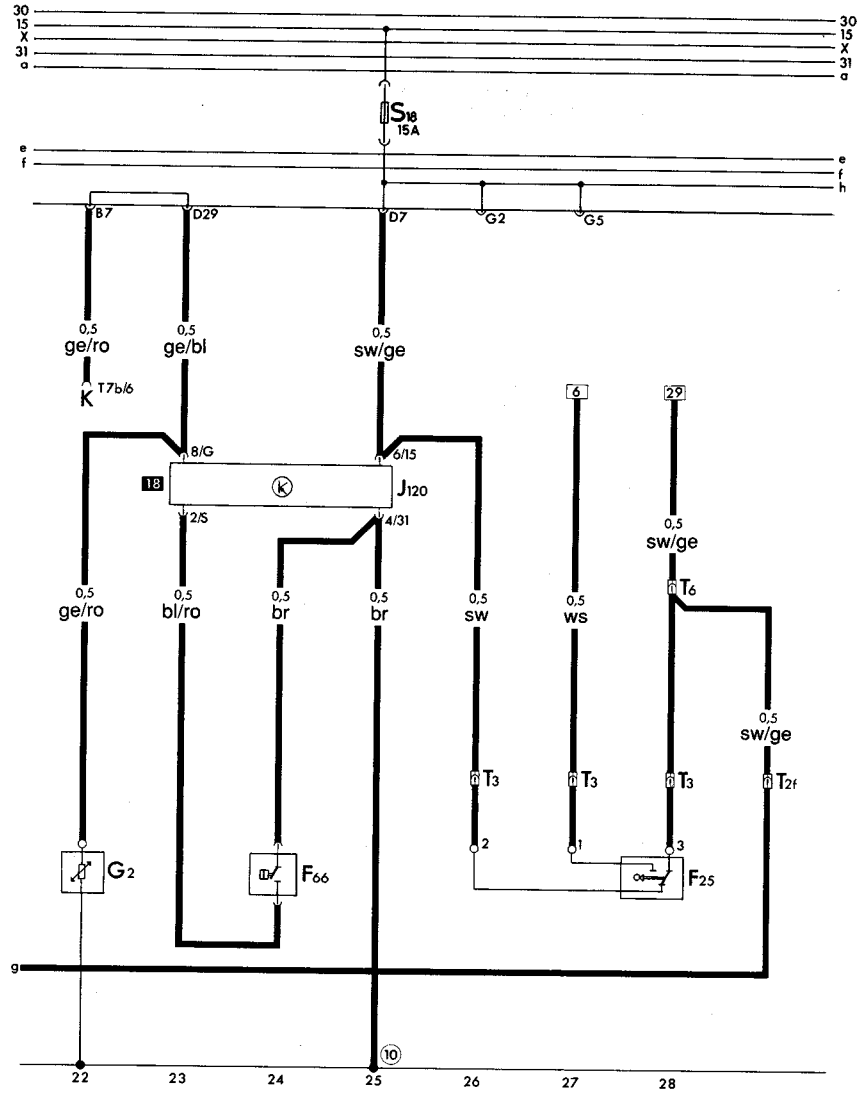 30 30
15 15
X X
31 31
a a
S18
15A
e e
f f
h
B7 D29 D7 G2 G5
0,5 0,5 0,5
ge/ro ge/bl sw/ge
K T7b/6 6 29
8/G 6/15
18 K J120
2/S 4/31
0,5
sw/ge
T6
0,5 0,5 0,5 0,5 0,5 0,5
ge/ro bl/ro br br sw ws
0,5
sw/ge
T3 T3 T3 T2f
2 1 3
G2 F66 F25
g
10
22 23 24 25 26 27 28